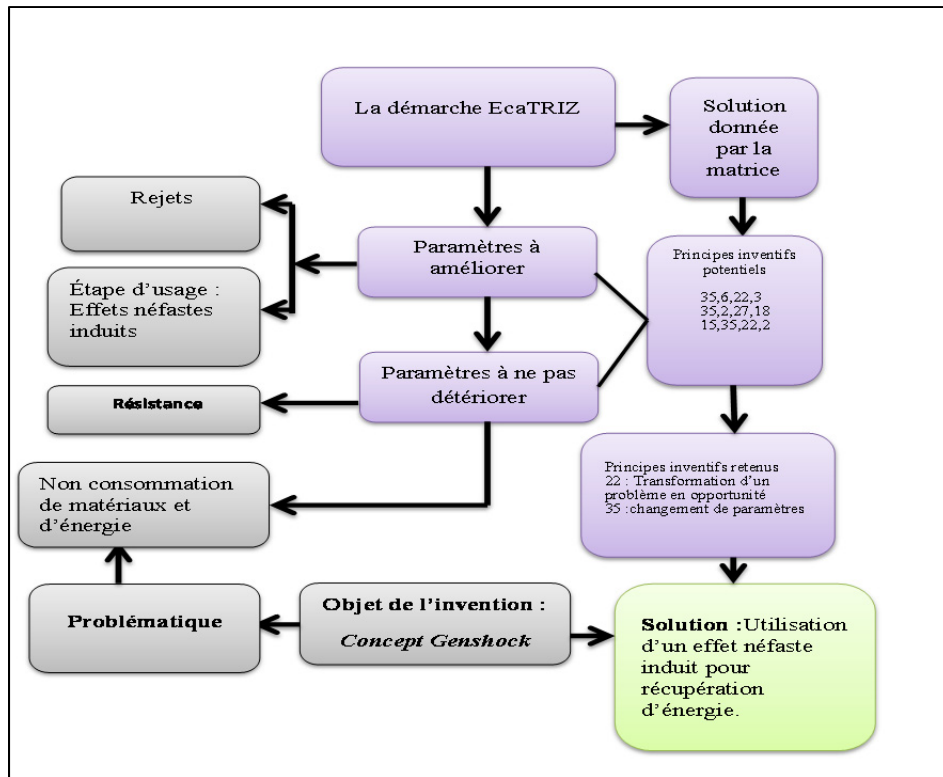 La démarche EcaTRIZ
Solution
donnée
par la
matrice
Rejets
Paramètres à
améliorer
Principes inventifs
potentiels
35,6,22,3
35,2,27,18
15,35,22,2
Étape d’usage :
Effets néfastes
induits
Paramètres à ne pas
détériorer
Résistance
Principes inventifs retenus
22 : Transformation d’un
problème en opportunité
35 :changement de paramètres
Non consommation
de matériaux et
d’énergie
Problématique
Objet de l’invention :
Concept Genshock
Solution :Utilisation
d’un effet néfaste
induit pour
récupération
d’énergie.